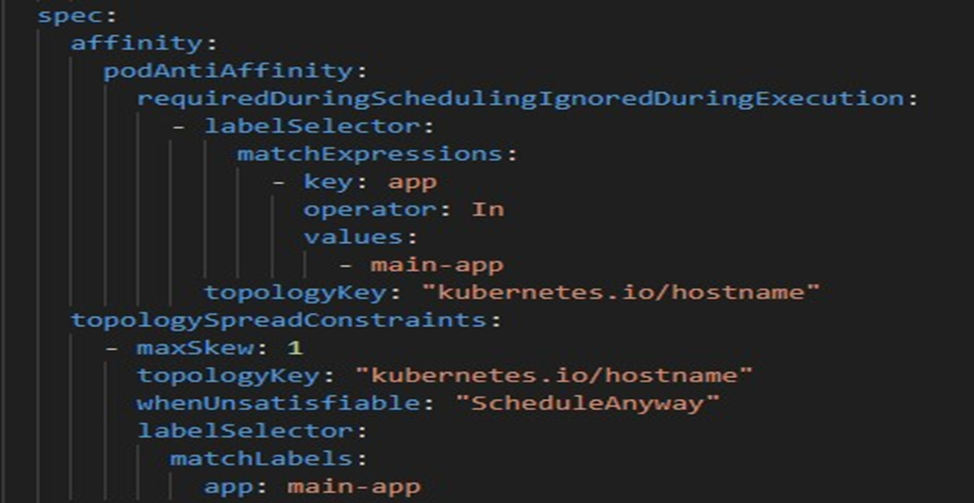 spec:
affinity:
podAntiAffinity:
requiredDuringSchedulingIgnoredDuringExecution:
- labelSelector:
matchExpressions:
- key: app
operator: In
values:
- main-app
topologyKey: "kubernetes.io/hostname"
topologySpreadConstraints:
- maxSkew: 1
topologyKey: "kubernetes.io/hostname"
whenUnsatisfiable: "ScheduleAnyway"
labelSelector:
matchLabels:
app: main-app